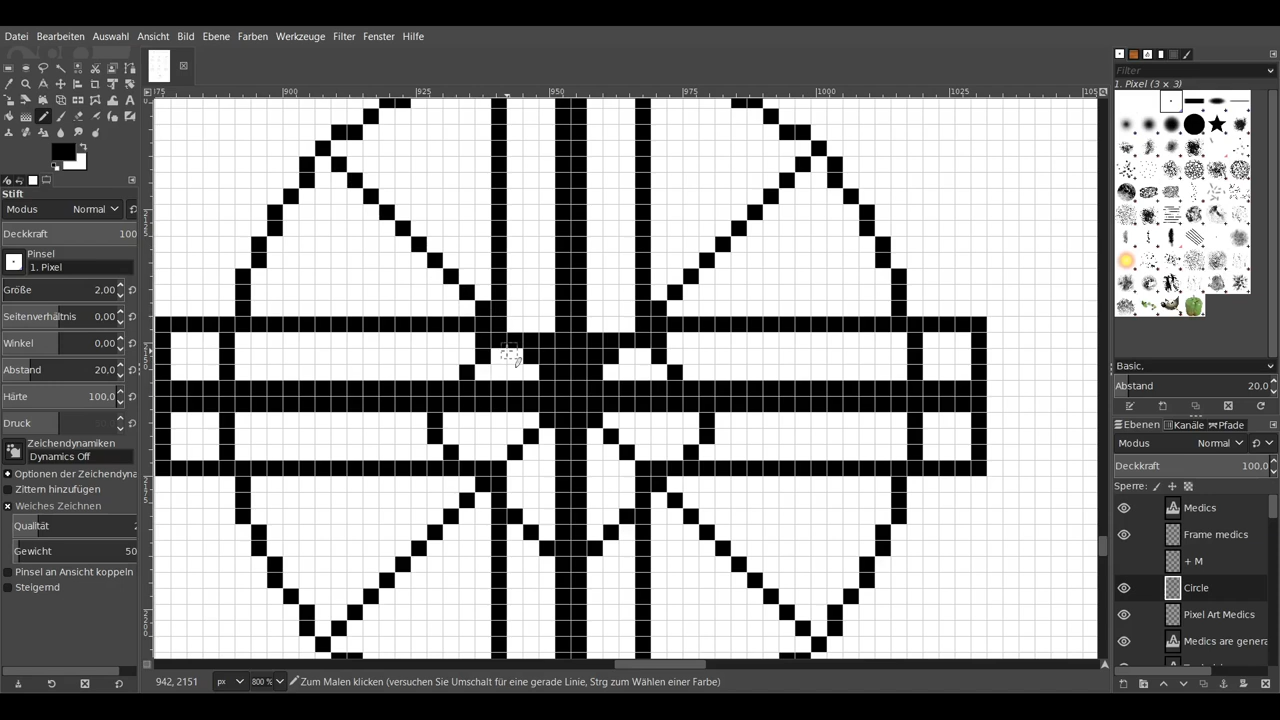 Datei Bearbeiten Auswahl Ansicht Bild Ebene Farben Werkzeuge Filter Fenster Hilfe
900 925 950 975 1000 1025
Stift
Modus Normal
Deckkraft 100
Pinsel
1. Pixel
Größe 2,00
Seitenverhältnis 0,00
Winkel 0,00
Abstand 20,0
Härte 100,0
Druck
Zeichendynamiken
Dynamics Off
Optionen der Zeichendyna
Zittern hinzufügen
Weiches Zeichnen
Qualität 2
Gewicht 50
Pinsel an Ansicht koppeln
Steigernd
942, 2151 px 800 % Zum Malen klicken (versuchen Sie Umschalt für eine gerade Linie, Strg zum Wählen einer Farbe)
Filter
1. Pixel (3 × 3)
Basic.
Abstand 20,0
Ebenen Kanäle Pfade
Modus Normal
Deckkraft 100,0
Sperre:
Medics
Frame medics
+ M
Circle
Pixel Art Medics
Medics are genera